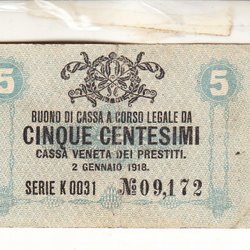 5 5
BUONO DI CASSA A CORSO LEGALE DA
CINQUE CENTESIMI
CASSA VENETA DEI PRESTITI.
2 GENNAIO 1918.
SERIE K 0031 No 09,172